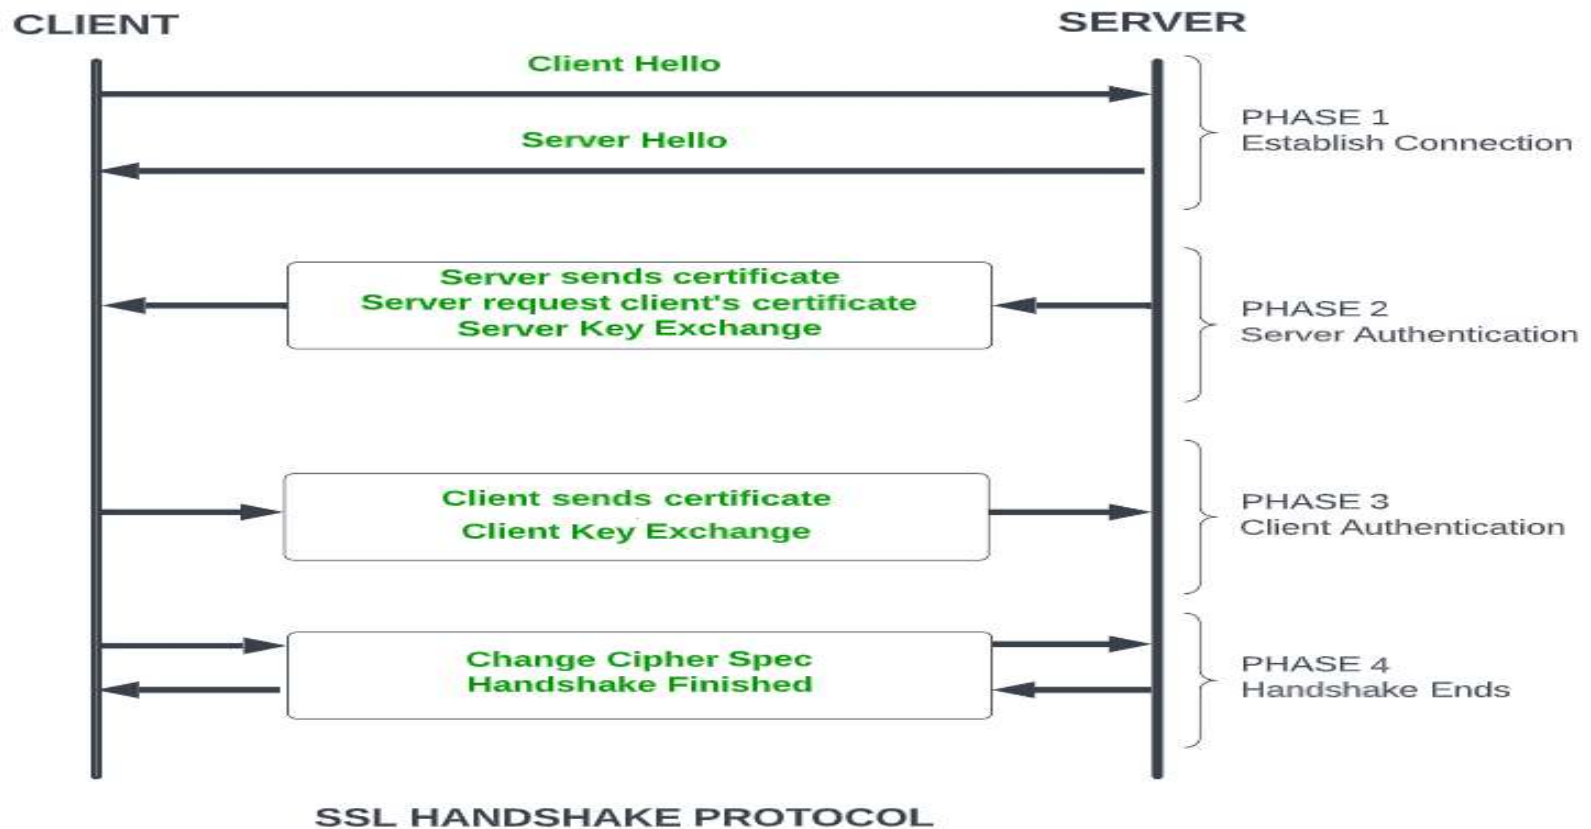 CLIENT
SERVER
Client Hello
Server Hello
PHASE 1
Establish Connection
Server sends certificate
Server request client's certificate
Server Key Exchange
PHASE 2
Server Authentication
Client sends certificate
Client Key Exchange
PHASE 3
Client Authentication
Change Cipher Spec
Handshake Finished
PHASE 4
Handshake Ends
SSL HANDSHAKE PROTOCOL